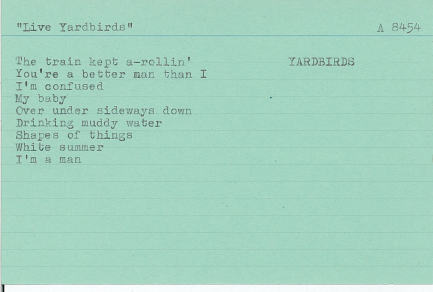 "Live Yardbirds" A 8454
The train kept a-rollin' YARDBIRDS
You're a better man than I
I'm confused
My baby
Over under sideways down
Drinking muddy water
Shapes of things
White summer
I'm a man